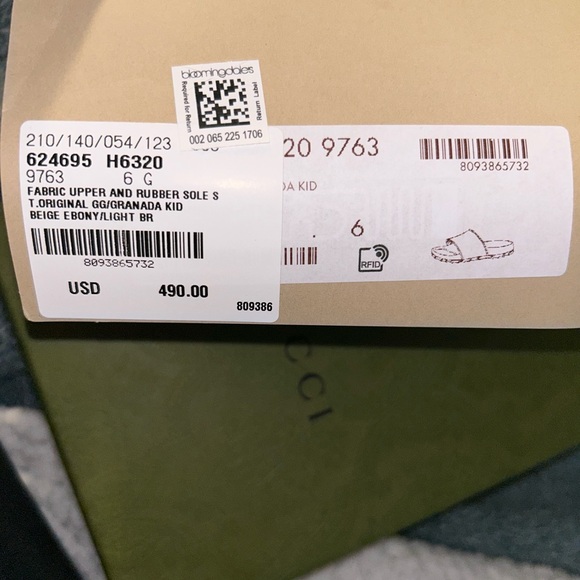 bloomingdales
Required for Return
Return Label
002 065 225 1706
210/140/054/123
624695 H6320
9763 6 G
FABRIC UPPER AND RUBBER SOLE S
T.ORIGINAL GG/GRANADA KID
BEIGE EBONY/LIGHT BR
8093865732
USD 490.00
809386
20 9763
8093865732
DA KID
. 6
RFID
CCI